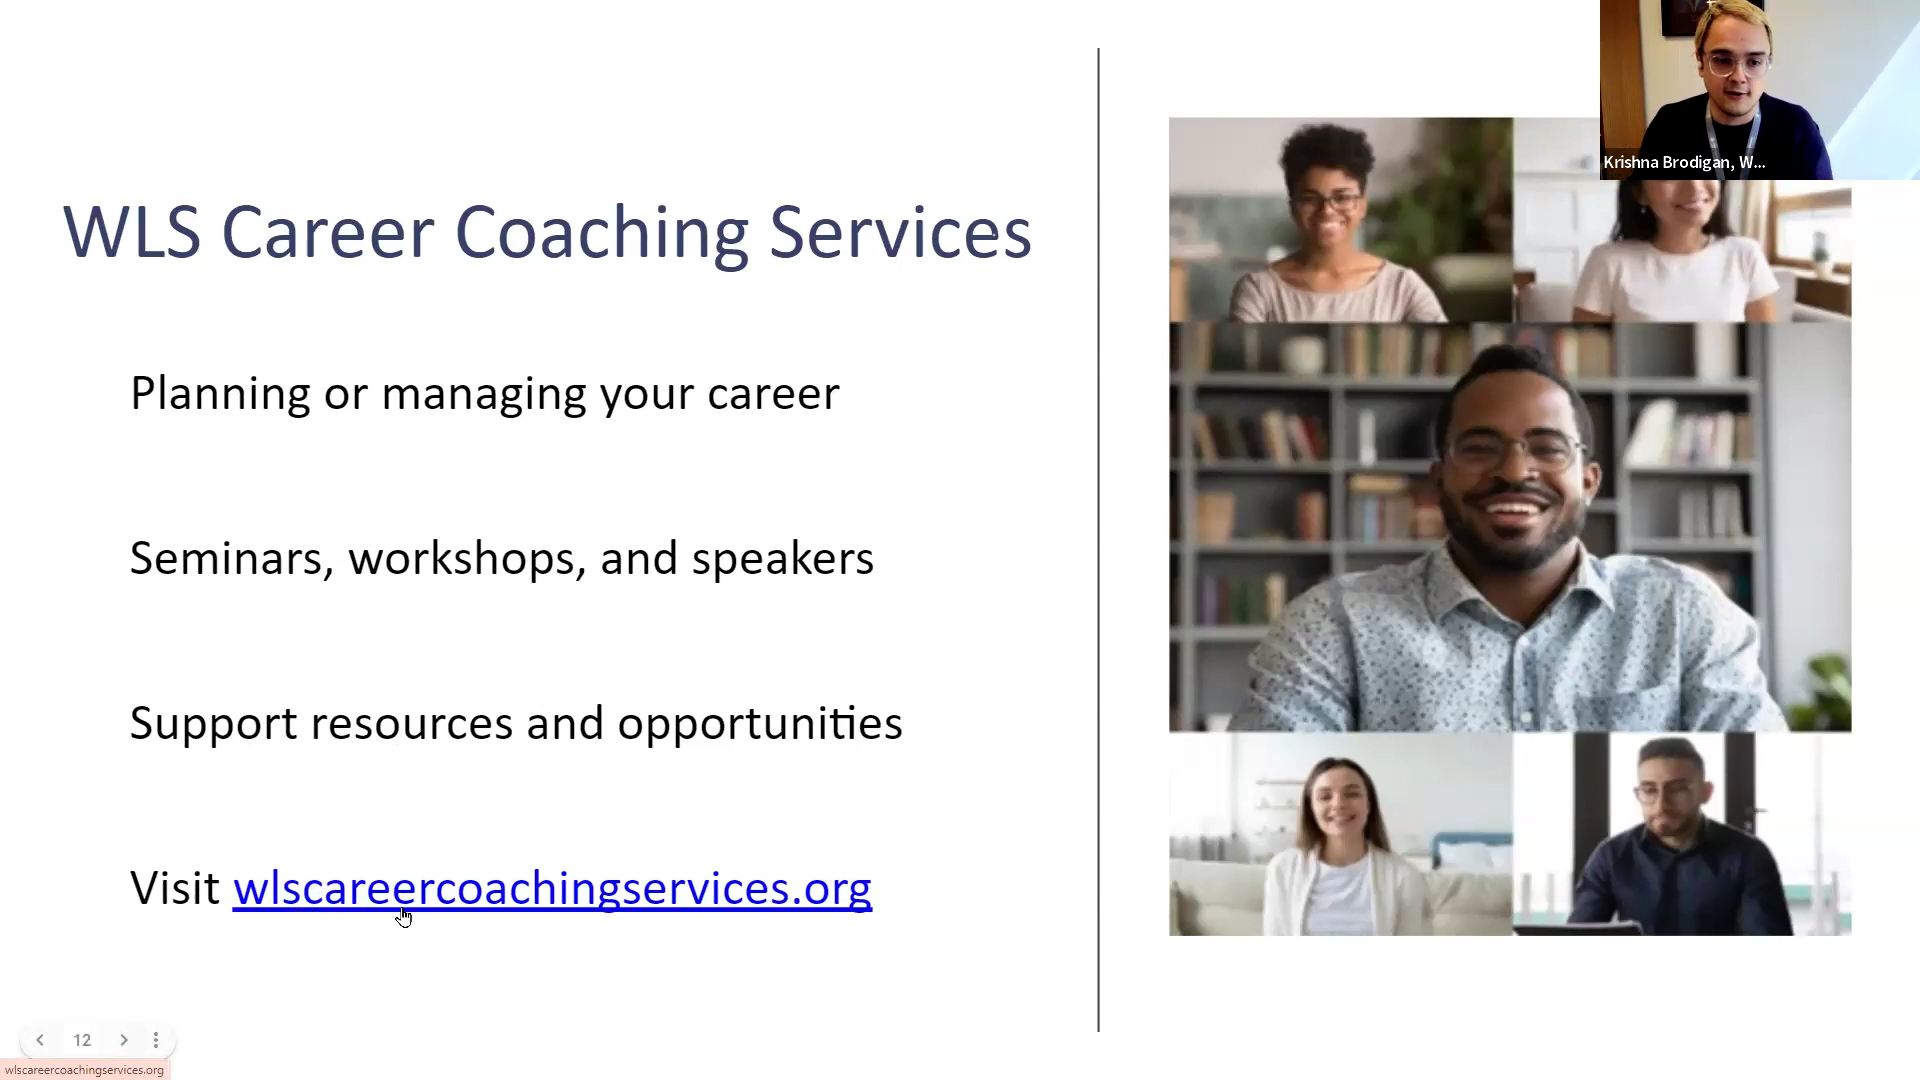 Krishna Brodigan, W...
WLS Career Coaching Services
Planning or managing your career
Seminars, workshops, and speakers
Support resources and opportunities
Visit wlscareercoachingservices.org
12
wlscareercoachingservices.org